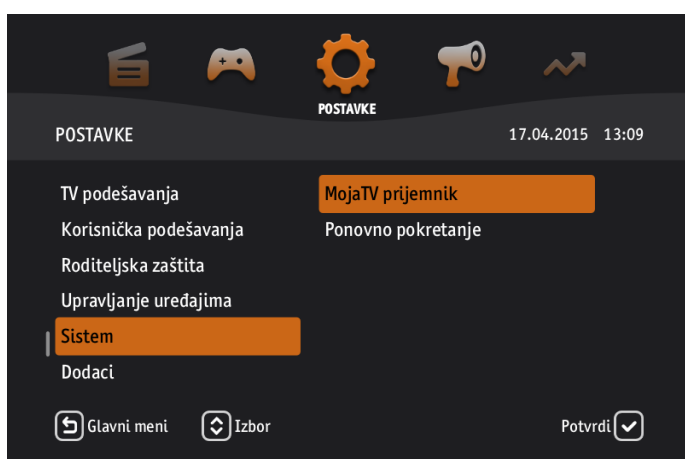 POSTAVKE
POSTAVKE 17.04.2015 13:09
TV podešavanja
Korisnička podešavanja
Roditeljska zaštita
Upravljanje uređajima
Sistem
Dodaci
MojaTV prijemnik
Ponovno pokretanje
Glavni meni Izbor Potvrdi